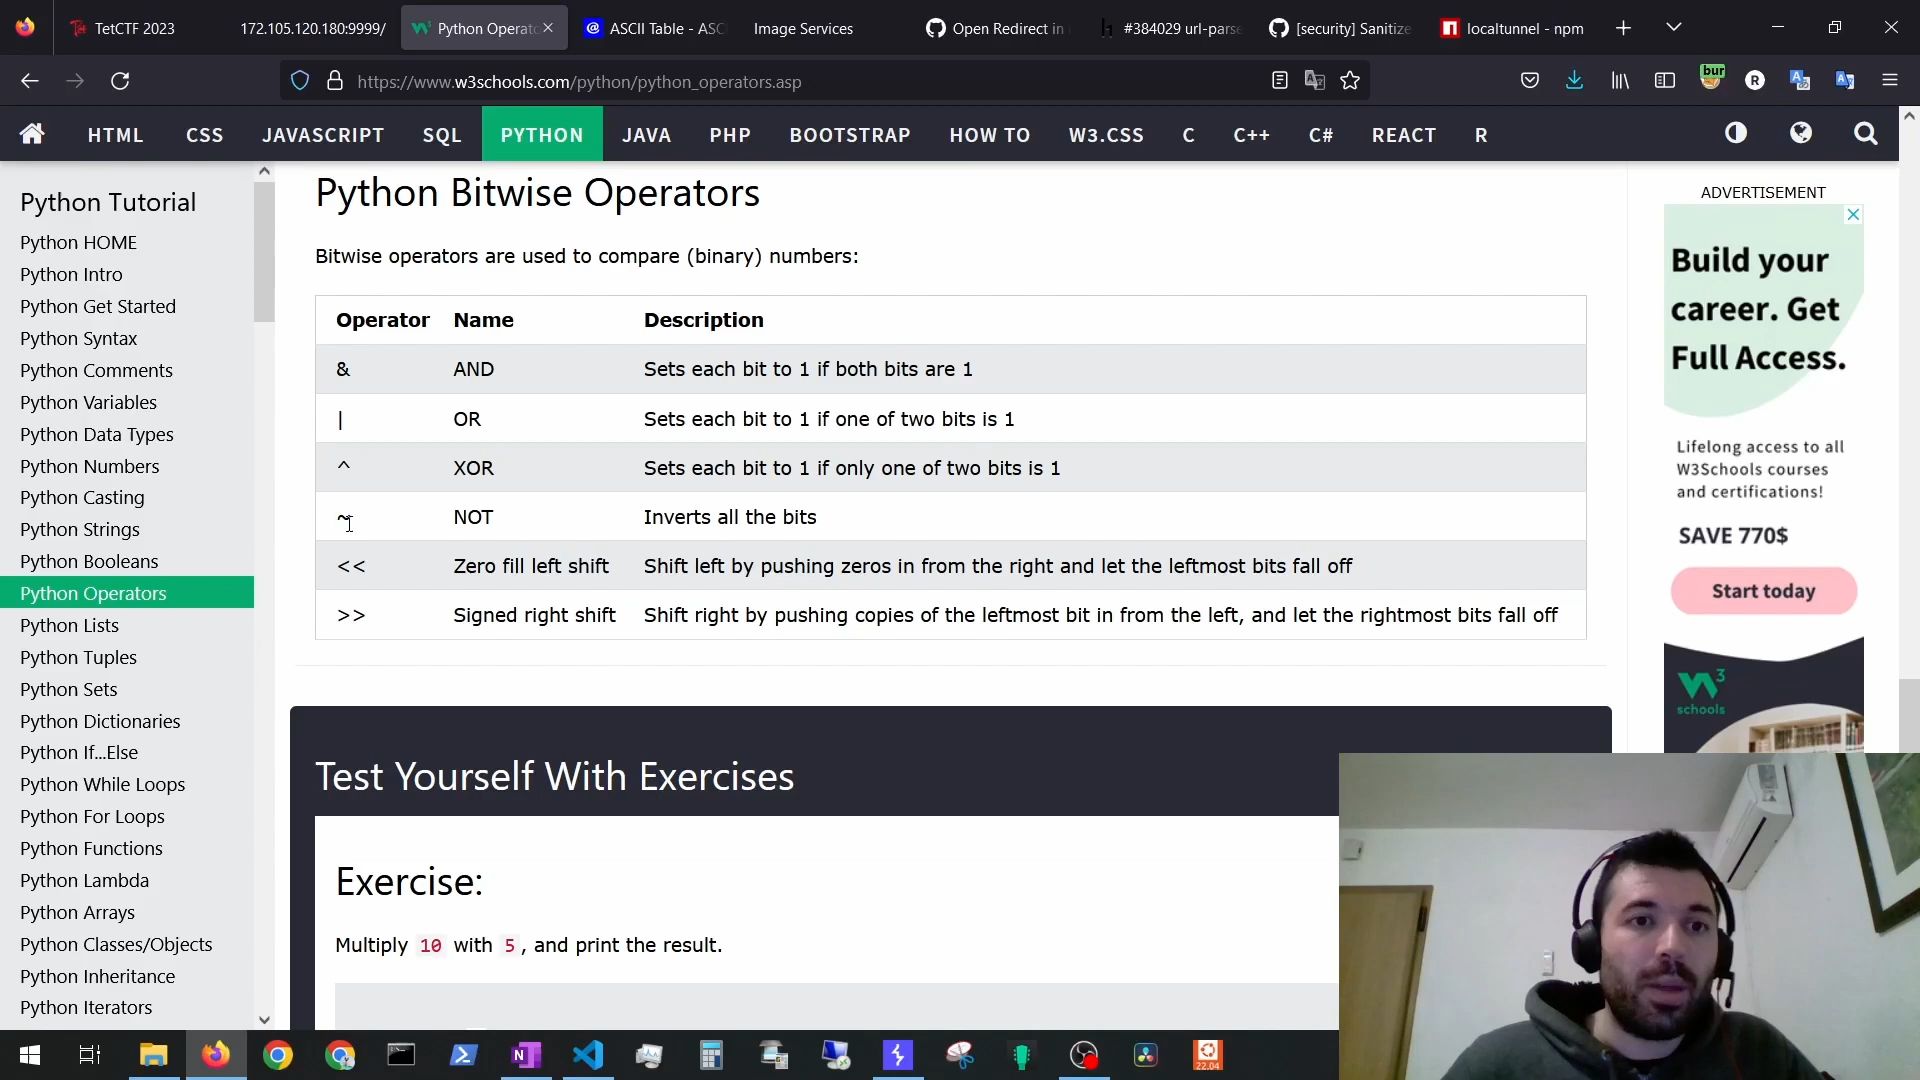 TetCTF 2023
172.105.120.180:9999/
Python Operato
ASCII Table - ASC
Image Services
Open Redirect in
#384029 url-parse
[security] Sanitize
localtunnel - npm
https://www.w3schools.com/python/python_operators.asp
bur
R
HTML CSS JAVASCRIPT SQL PYTHON JAVA PHP BOOTSTRAP HOW TO W3.CSS C C++ C# REACT R
Python Tutorial
Python HOME
Python Intro
Python Get Started
Python Syntax
Python Comments
Python Variables
Python Data Types
Python Numbers
Python Casting
Python Strings
Python Booleans
Python Operators
Python Lists
Python Tuples
Python Sets
Python Dictionaries
Python If...Else
Python While Loops
Python For Loops
Python Functions
Python Lambda
Python Arrays
Python Classes/Objects
Python Inheritance
Python Iterators
Python Bitwise Operators
Bitwise operators are used to compare (binary) numbers:
Operator Name Description
& AND Sets each bit to 1 if both bits are 1
| OR Sets each bit to 1 if one of two bits is 1
^ XOR Sets each bit to 1 if only one of two bits is 1
~ NOT Inverts all the bits
<< Zero fill left shift Shift left by pushing zeros in from the right and let the leftmost bits fall off
>> Signed right shift Shift right by pushing copies of the leftmost bit in from the left, and let the rightmost bits fall off
Test Yourself With Exercises
Exercise:
Multiply 10 with 5, and print the result.
ADVERTISEMENT
Build your
career. Get
Full Access.
Lifelong access to all
W3Schools courses
and certifications!
SAVE 770$
Start today
W3
schools
22.04